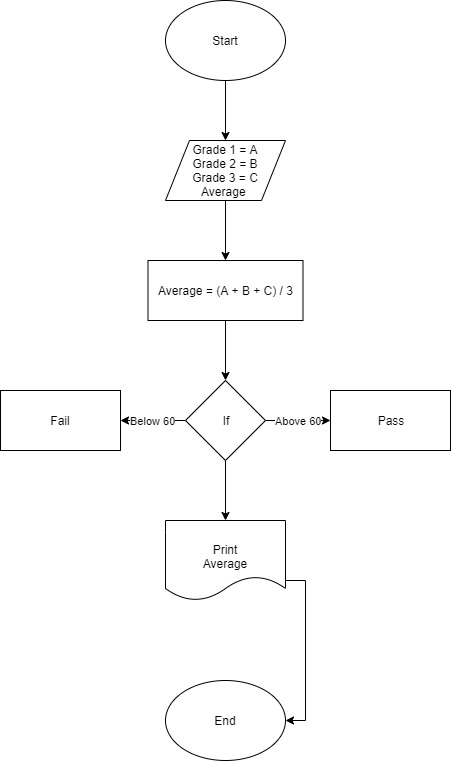 Start
Grade 1 = A
Grade 2 = B
Grade 3 = C
Average
Average = (A + B + C) / 3
Fail
Below 60
If
Above 60
Pass
Print
Average
End